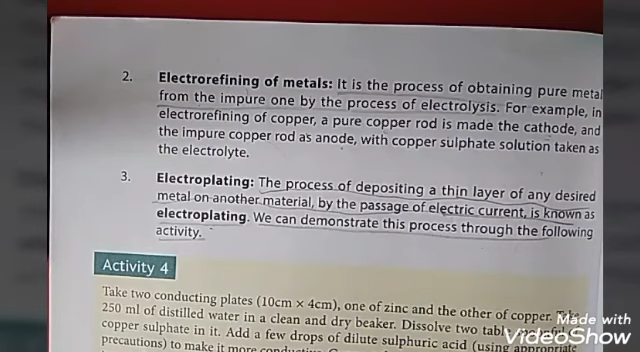 2. Electrorefining of metals: It is the process of obtaining pure metal
from the impure one by the process of electrolysis. For example, in
electrorefining of copper, a pure copper rod is made the cathode, and
the impure copper rod as anode, with copper sulphate solution taken as
the electrolyte.
3. Electroplating: The process of depositing a thin layer of any desired
metal on another material, by the passage of electric current, is known as
electroplating. We can demonstrate this process through the following
activity.
Activity 4
Take two conducting plates (10cm × 4cm), one of zinc and the other of copper.
250 ml of distilled water in a clean and dry beaker. Dissolve two
copper sulphate in it. Add a few drops of dilute sulphuric acid (using appropriate
precautions) to make it more
Made with
VideoShow